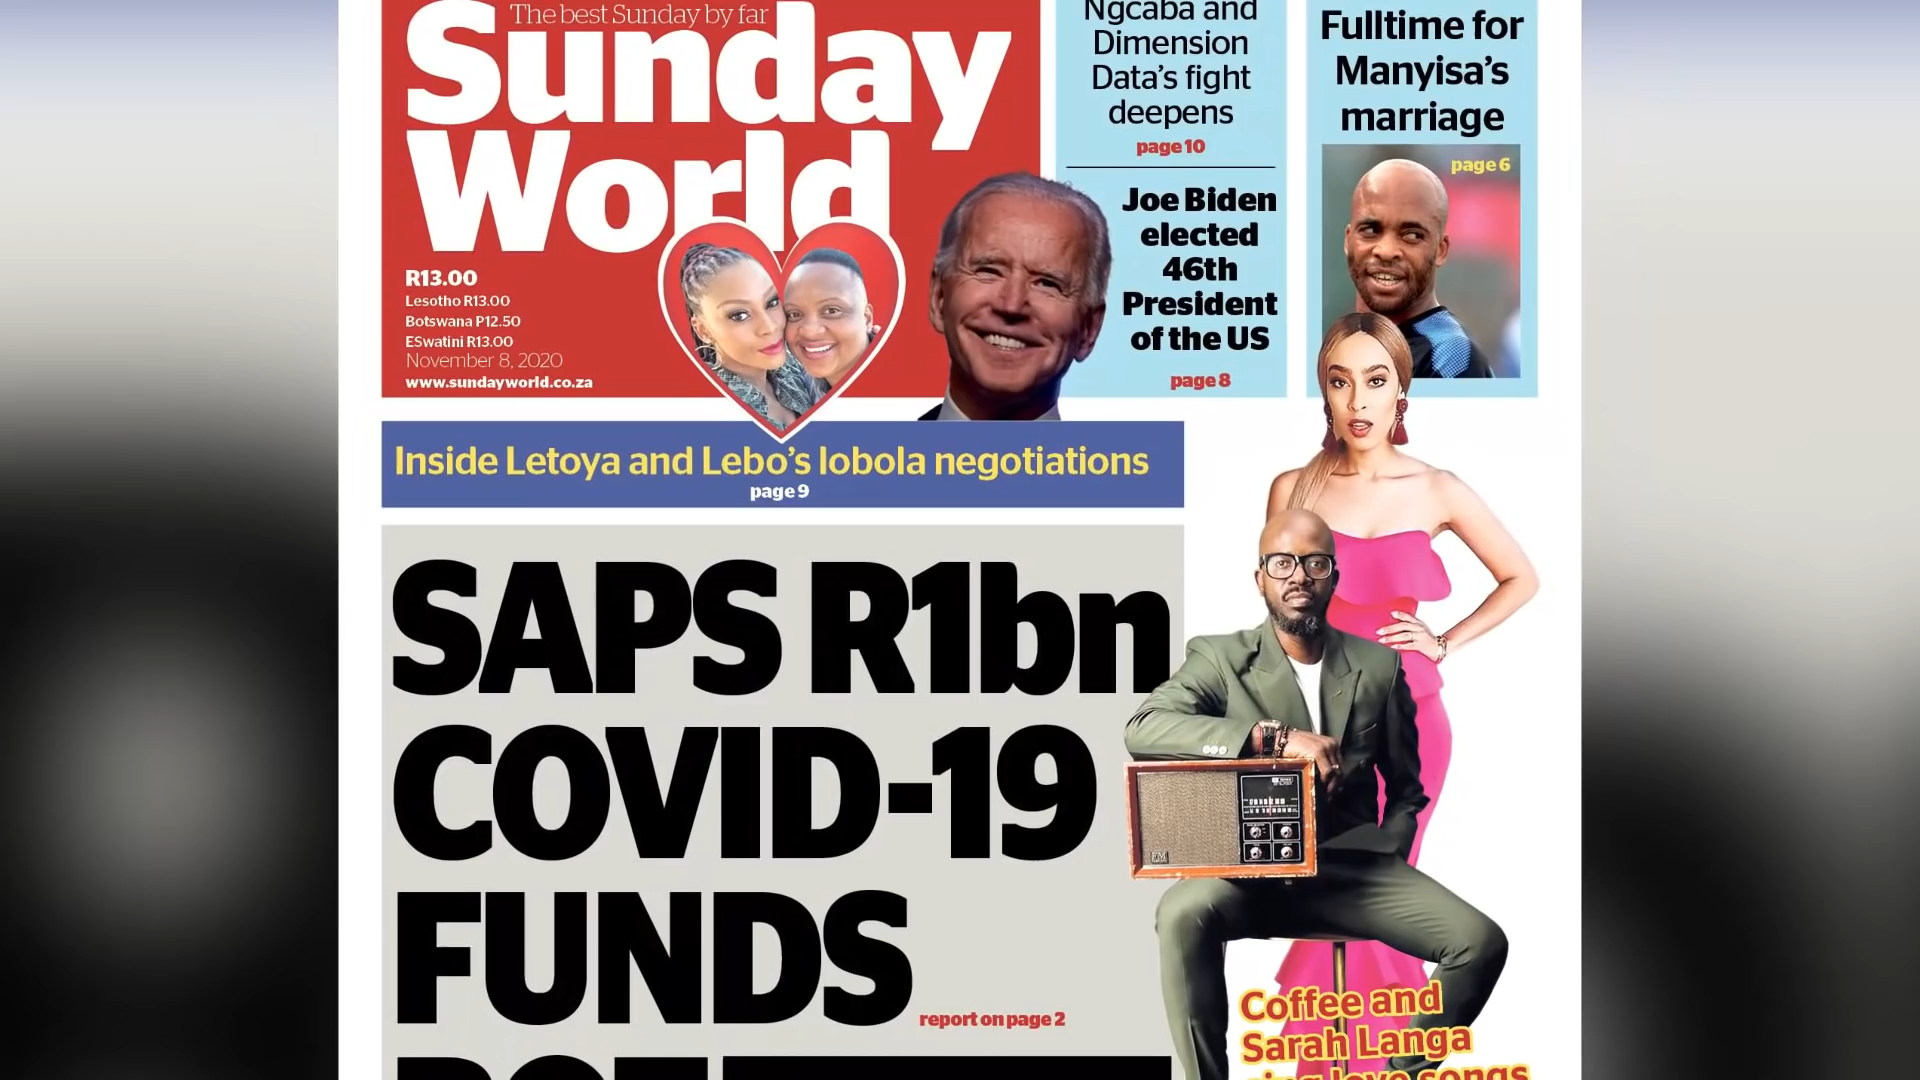 The best Sunday by far
Sunday
World
R13.00
Lesotho R13.00
Botswana P12.50
ESwatini R13.00
November 8, 2020
www.sundayworld.co.za
Ngcaba and
Dimension
Data's fight
deepens
page 10
Joe Biden
elected
46th
President
of the US
page 8
Fulltime for
Manyisa's
marriage
page 6
Inside Letoya and Lebo's lobola negotiations
page 9
SAPS R1bn
COVID-19
FUNDS
report on page 2
FM
Coffee and
Sarah Langa
love songs